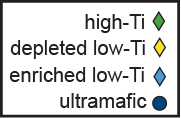 high-Ti
depleted low-Ti
enriched low-Ti
ultramafic